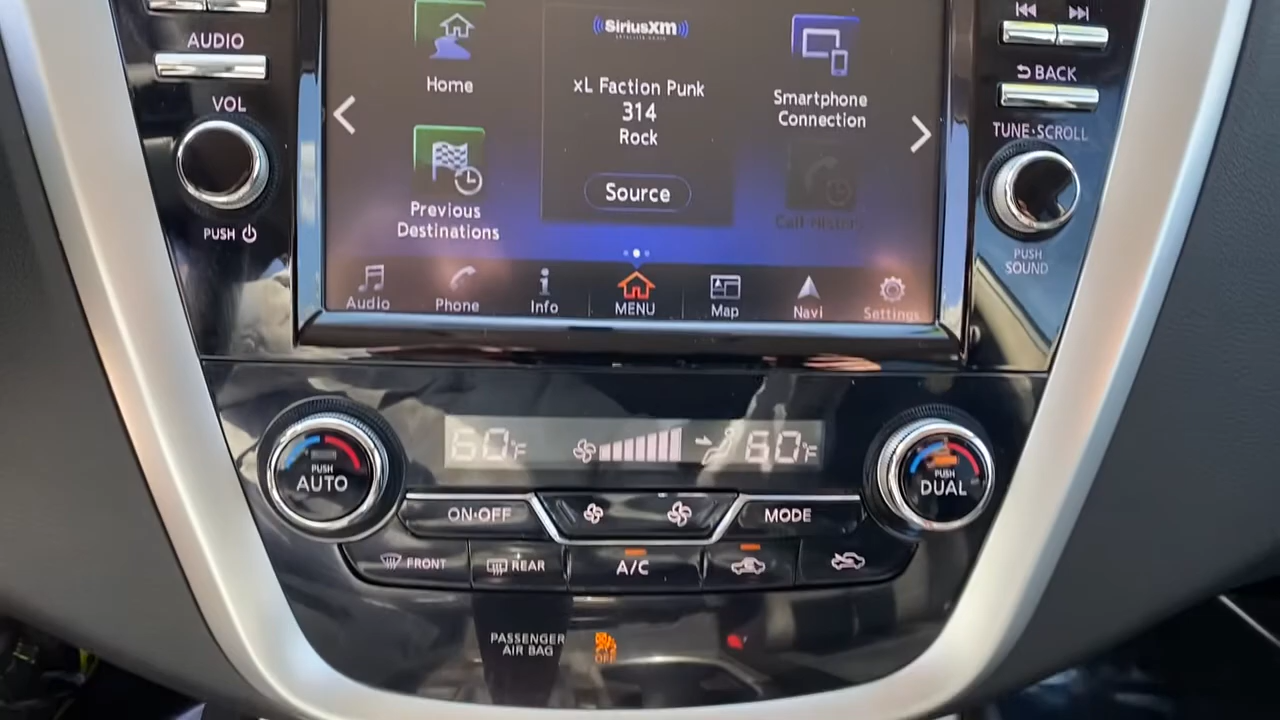 AUDIO
VOL
PUSH
Home
Previous
Destinations
SiriusXM
SATELLITE RADIO
xL Faction Punk
314
Rock
Source
Smartphone
Connection
Call History
BACK
TUNE·SCROLL
PUSH
SOUND
Audio
Phone
Info
MENU
Map
Navi
Settings
60°F
60°F
PUSH
AUTO
PUSH
DUAL
ON·OFF
MODE
FRONT
REAR
A/C
PASSENGER
AIR BAG
OFF